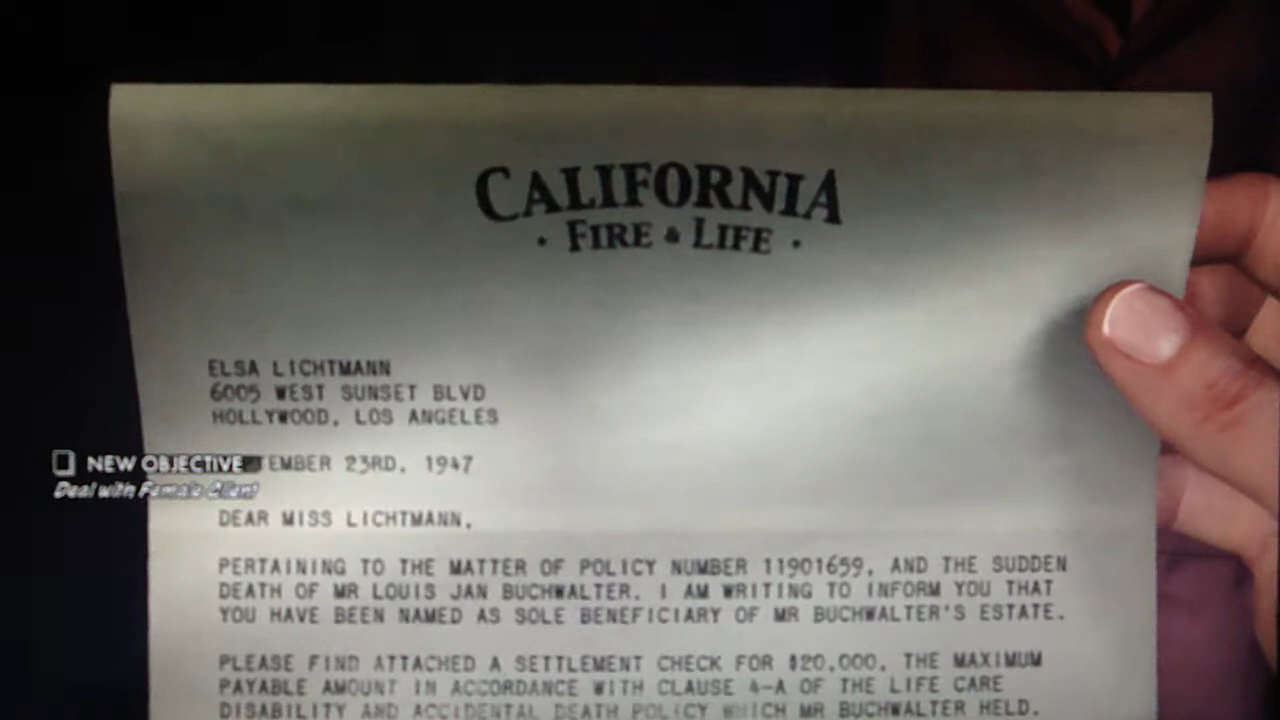 CALIFORNIA
· FIRE & LIFE ·
ELSA LICHTMANN
6005 WEST SUNSET BLVD
HOLLYWOOD, LOS ANGELES
NEW OBJECTIVE
Deal with Female Client
TEMBER 23RD, 1947
DEAR MISS LICHTMANN,
PERTAINING TO THE MATTER OF POLICY NUMBER 11901659, AND THE SUDDEN
DEATH OF MR LOUIS JAN BUCHWALTER. I AM WRITING TO INFORM YOU THAT
YOU HAVE BEEN NAMED AS SOLE BENEFICIARY OF MR BUCHWALTER'S ESTATE.
PLEASE FIND ATTACHED A SETTLEMENT CHECK FOR $20,000, THE MAXIMUM
PAYABLE AMOUNT IN ACCORDANCE WITH CLAUSE 4-A OF THE LIFE CARE
DISABILITY AND ACCIDENTAL DEATH POLICY WHICH MR BUCHWALTER HELD.